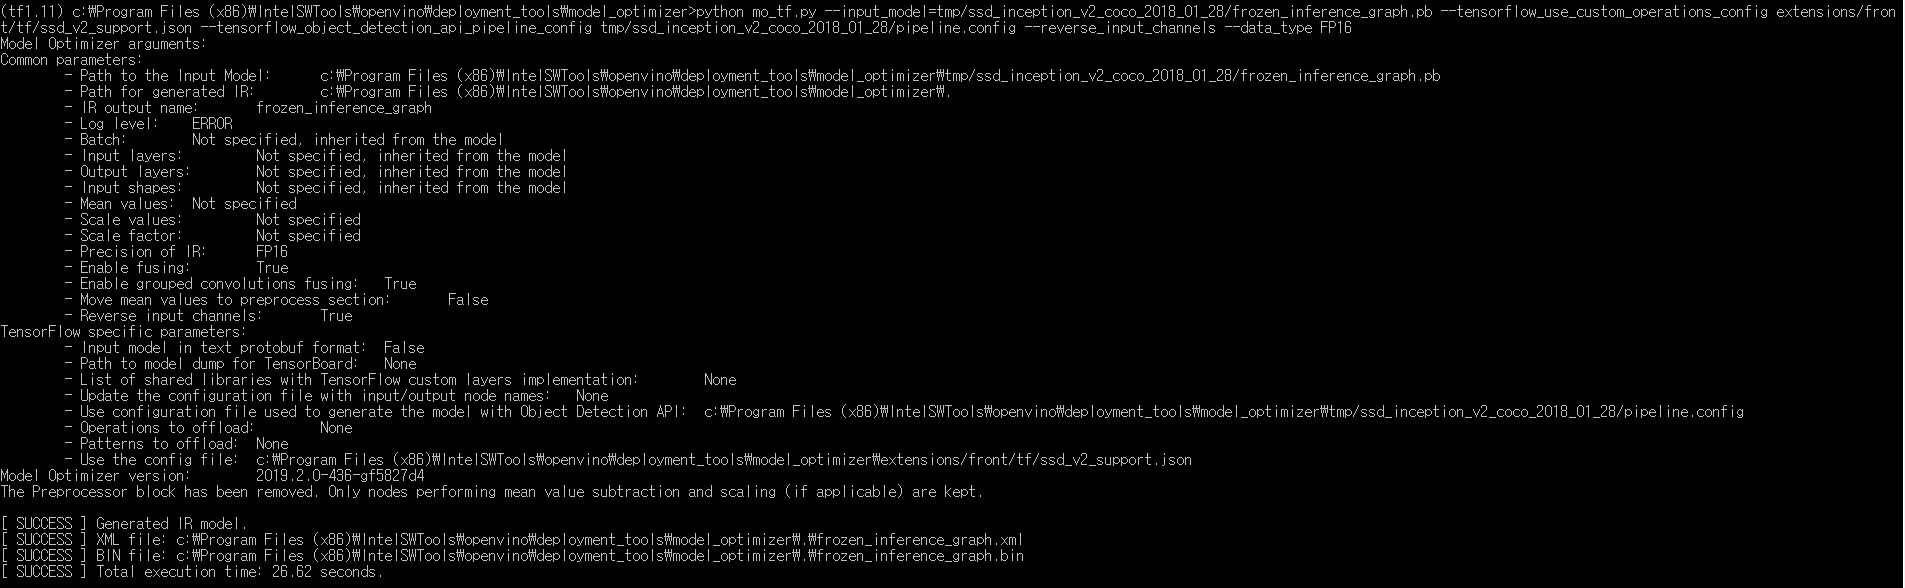 (tf1.11) c:₩Program Files (x86)₩IntelSWTools₩openvino₩deployment_tools₩model_optimizer>python mo_tf.py --input_model=tmp/ssd_inception_v2_coco_2018_01_28/frozen_inference_graph.pb --tensorflow_use_custom_operations_config extensions/fron
t/tf/ssd_v2_support.json --tensorflow_object_detection_api_pipeline_config tmp/ssd_inception_v2_coco_2018_01_28/pipeline.config --reverse_input_channels --data_type FP16
Model Optimizer arguments:
Common parameters:
- Path to the Input Model: c:₩Program Files (x86)₩IntelSWTools₩openvino₩deployment_tools₩model_optimizer₩tmp/ssd_inception_v2_coco_2018_01_28/frozen_inference_graph.pb
- Path for generated IR: c:₩Program Files (x86)₩IntelSWTools₩openvino₩deployment_tools₩model_optimizer₩.
- IR output name: frozen_inference_graph
- Log level: ERROR
- Batch: Not specified, inherited from the model
- Input layers: Not specified, inherited from the model
- Output layers: Not specified, inherited from the model
- Input shapes: Not specified, inherited from the model
- Mean values: Not specified
- Scale values: Not specified
- Scale factor: Not specified
- Precision of IR: FP16
- Enable fusing: True
- Enable grouped convolutions fusing: True
- Move mean values to preprocess section: False
- Reverse input channels: True
TensorFlow specific parameters:
- Input model in text protobuf format: False
- Path to model dump for TensorBoard: None
- List of shared libraries with TensorFlow custom layers implementation: None
- Update the configuration file with input/output node names: None
- Use configuration file used to generate the model with Object Detection API: c:₩Program Files (x86)₩IntelSWTools₩openvino₩deployment_tools₩model_optimizer₩tmp/ssd_inception_v2_coco_2018_01_28/pipeline.config
- Operations to offload: None
- Patterns to offload: None
- Use the config file: c:₩Program Files (x86)₩IntelSWTools₩openvino₩deployment_tools₩model_optimizer₩extensions/front/tf/ssd_v2_support.json
Model Optimizer version: 2019.2.0-436-gf5827d4
The Preprocessor block has been removed. Only nodes performing mean value subtraction and scaling (if applicable) are kept.
[ SUCCESS ] Generated IR model.
[ SUCCESS ] XML file: c:₩Program Files (x86)₩IntelSWTools₩openvino₩deployment_tools₩model_optimizer₩.₩frozen_inference_graph.xml
[ SUCCESS ] BIN file: c:₩Program Files (x86)₩IntelSWTools₩openvino₩deployment_tools₩model_optimizer₩.₩frozen_inference_graph.bin
[ SUCCESS ] Total execution time: 26.62 seconds.